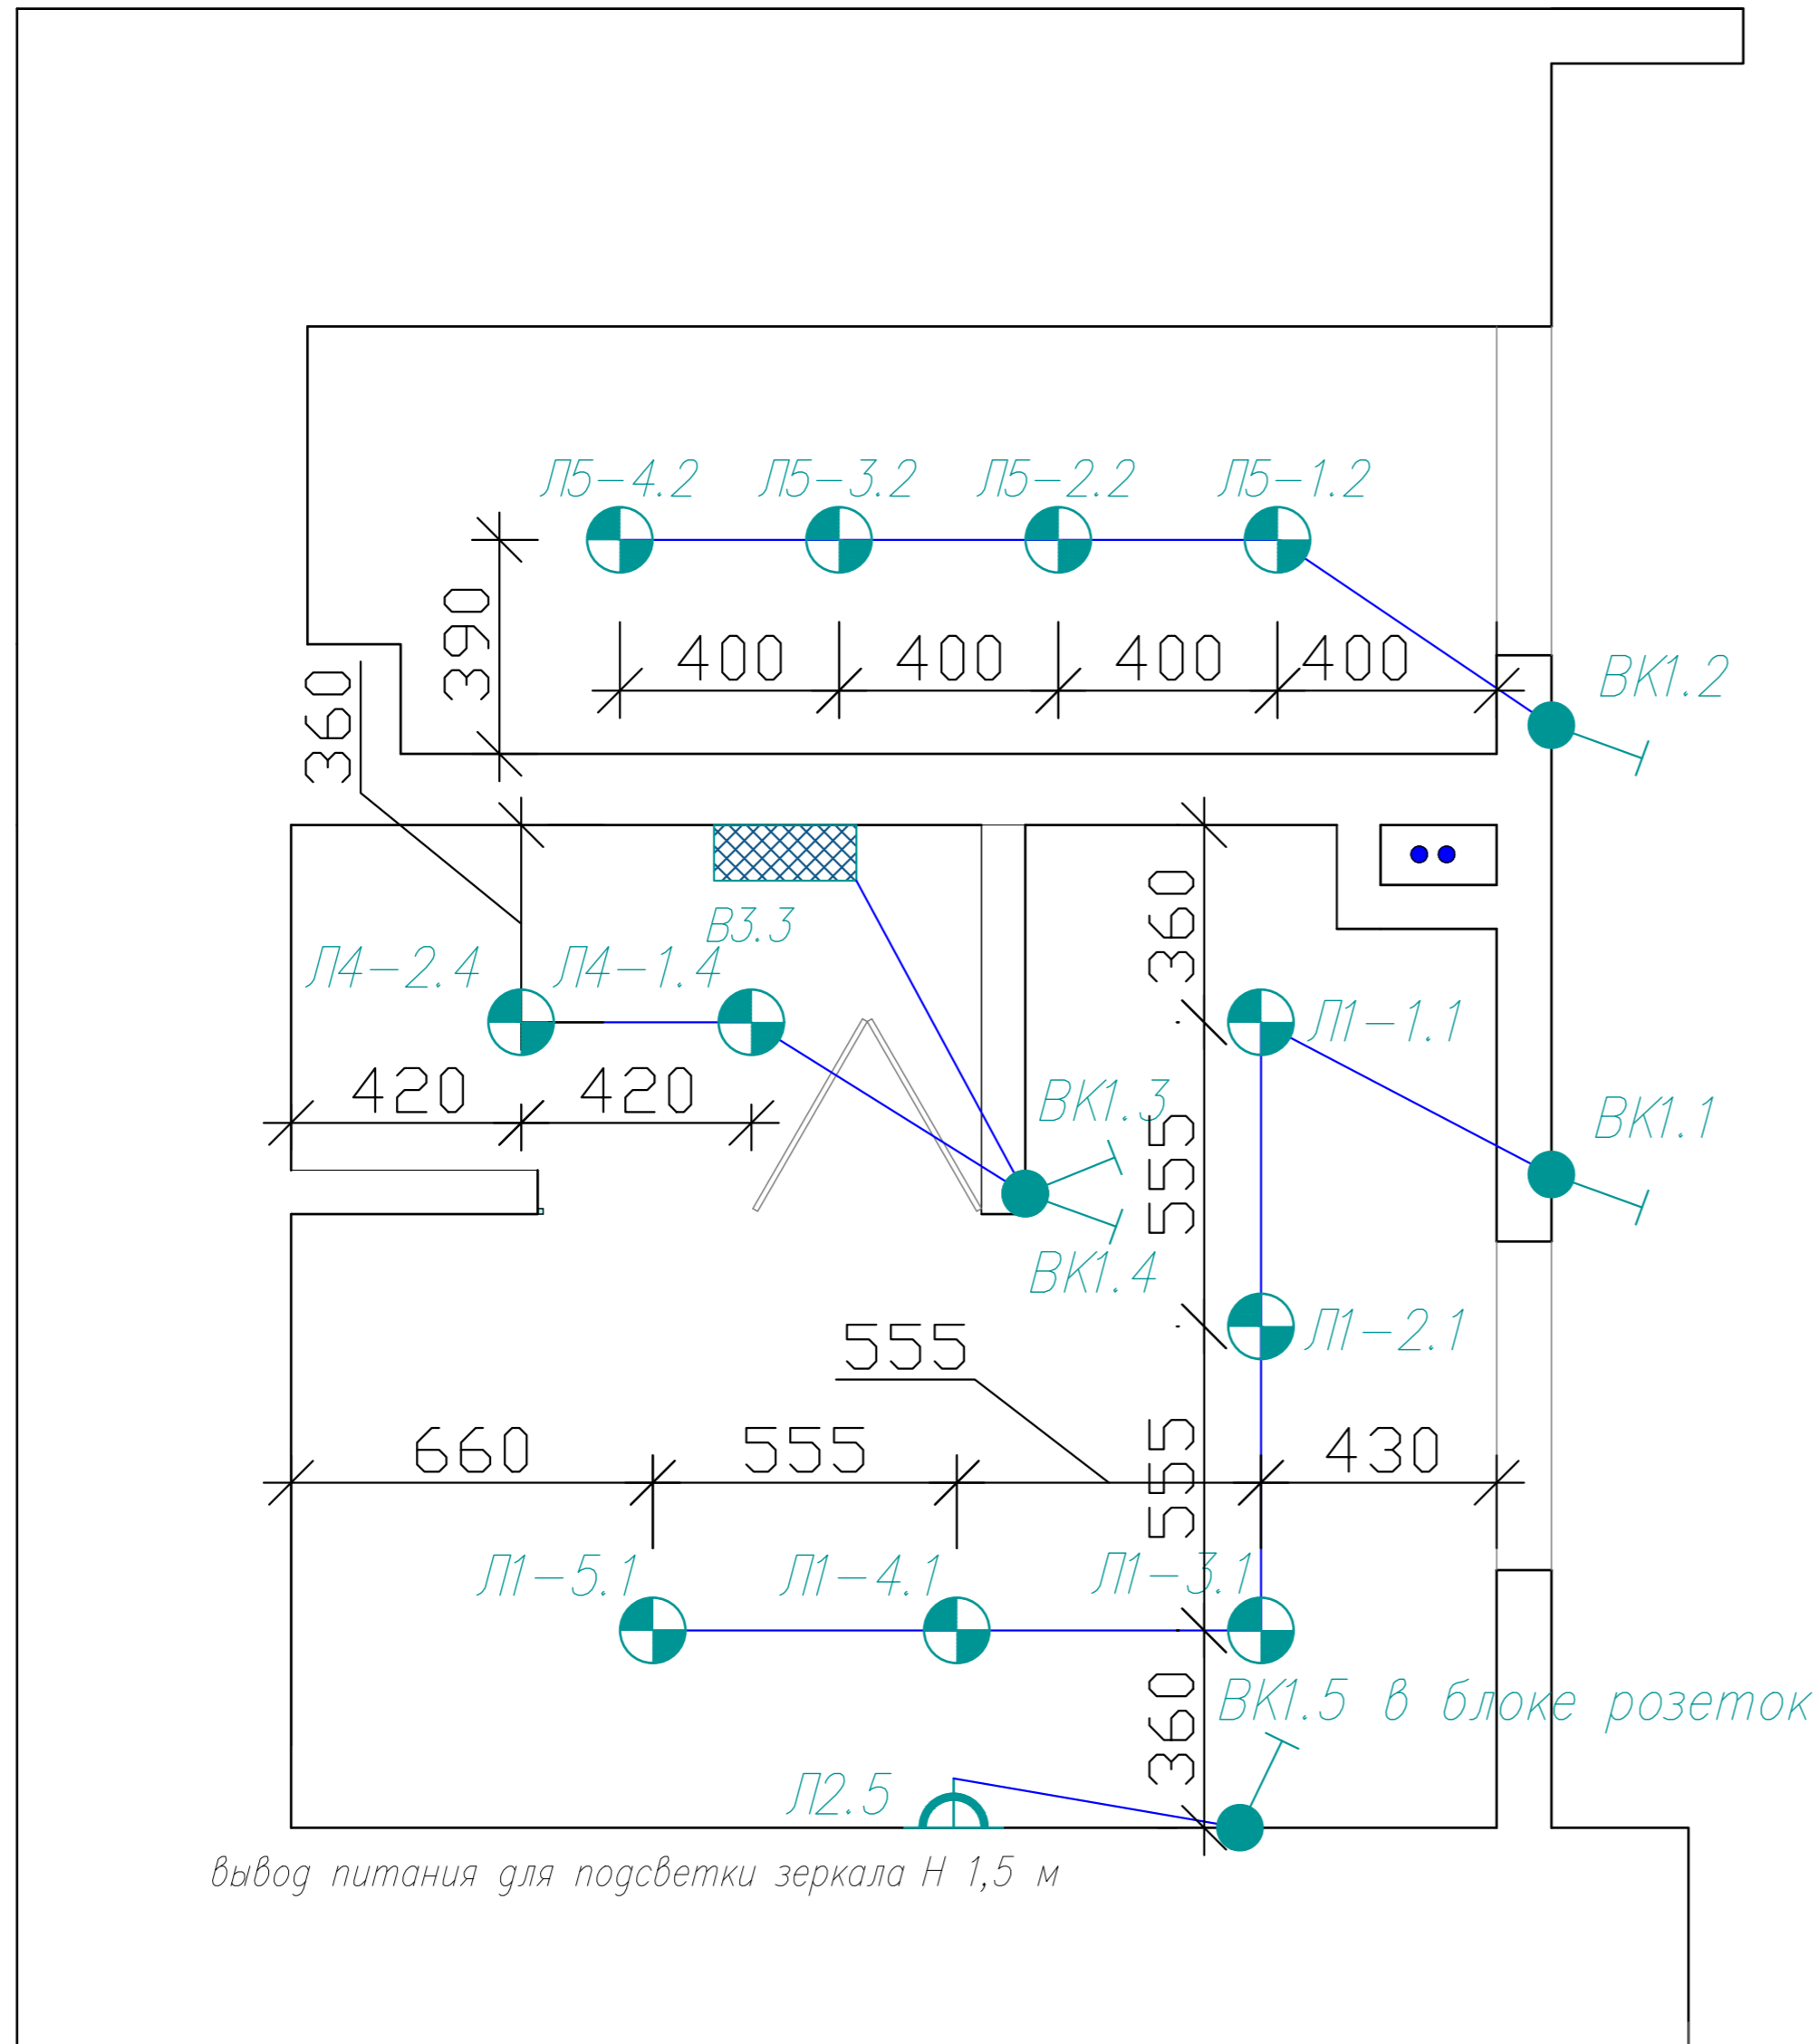 Л5-4.2 Л5-3.2 Л5-2.2 Л5-1.2
390
400 400 400 400
ВК1.2
360
В3.3
360
Л4-2.4 Л4-1.4
Л1-1.1
420 420
ВК1.3
ВК1.1
555
ВК1.4
Л1-2.1
555
660 555 430
555
Л1-5.1 Л1-4.1 Л1-3.1
ВК1.5 в блоке розеток
360
Л2.5
вывод питания для подсветки зеркала Н 1,5 м